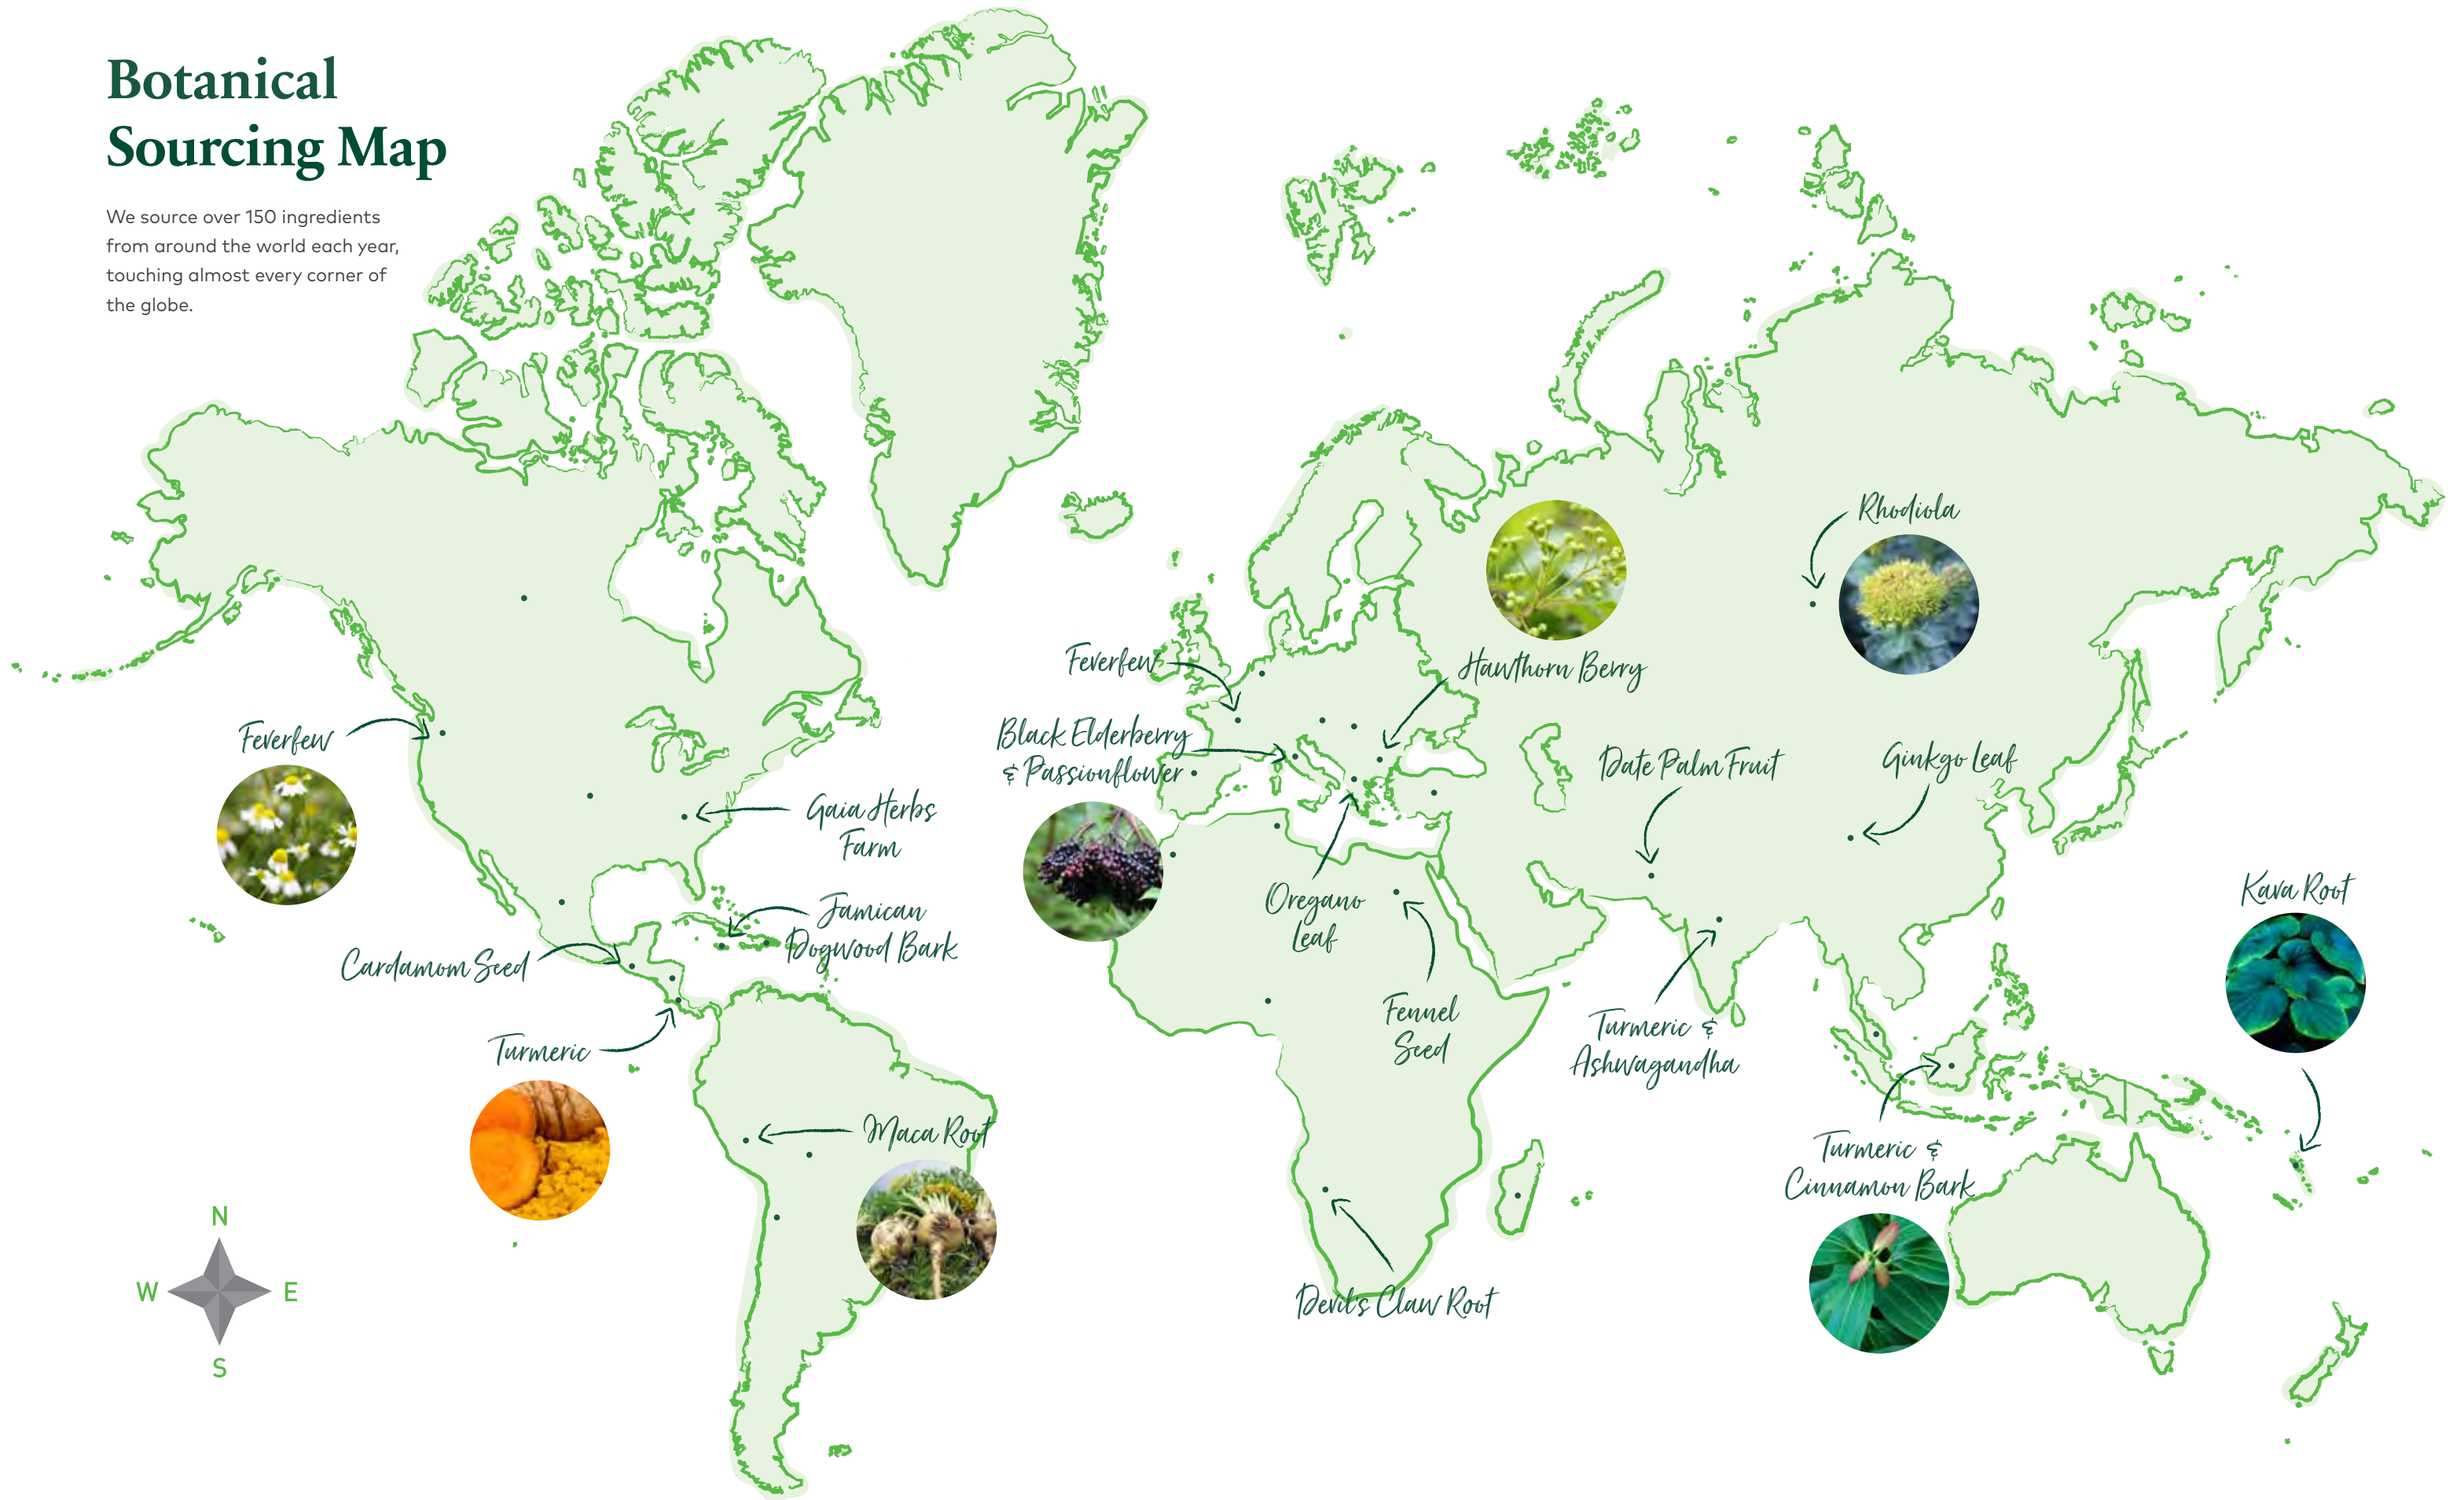 Botanical
Sourcing Map
We source over 150 ingredients
from around the world each year,
touching almost every corner of
the globe.
Rhodiola
Feverfew
Hawthorn Berry
Feverfew
Black Elderberry
& Passionflower
Date Palm Fruit
Ginkgo Leaf
Gaia Herbs
Farm
Kava Root
Oregano
Leaf
Jamican
Dogwood Bark
Cardamom Seed
Fennel
Seed
Turmeric &
Ashwagandha
Turmeric
Maca Root
Turmeric &
Cinnamon Bark
Devil's Claw Root
N
W
E
S